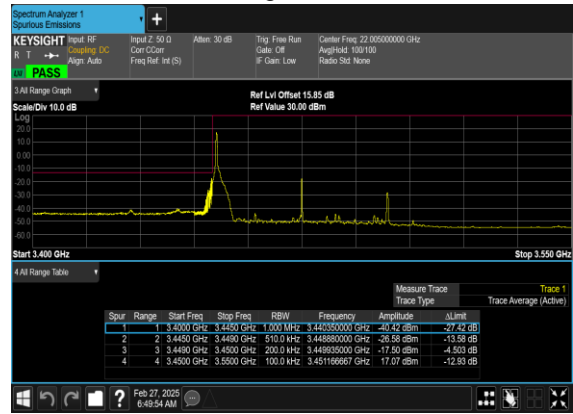 Spectrum Analyzer 1
Spurious Emissions
+
KEYSIGHT Input: RF Input Z: 50 Ω Atten: 30 dB Trig: Free Run Center Freq: 22.005000000 GHz
R T Coupling: DC Corr CCorr Gate: Off Avg|Hold: 100/100
Align: Auto Freq Ref: Int (S) IF Gain: Low Radio Std: None
PASS
3 All Range Graph
Ref Lvl Offset 15.85 dB
Scale/Div 10.0 dB Ref Value 30.00 dBm
Log
20.0
10.0
0.00
-10.0
-20.0
-30.0
-40.0
-50.0
-60.0
Start 3.400 GHz Stop 3.550 GHz
4 All Range Table
Measure Trace Trace 1
Trace Type Trace Average (Active)
Spur Range Start Freq Stop Freq RBW Frequency Amplitude ΔLimit
1 1 3.4000 GHz 3.4450 GHz 1.000 MHz 3.440350000 GHz -40.42 dBm -27.42 dB
2 2 3.4450 GHz 3.4490 GHz 510.0 kHz 3.448880000 GHz -26.58 dBm -13.58 dB
3 3 3.4490 GHz 3.4500 GHz 200.0 kHz 3.449935000 GHz -17.50 dBm -4.503 dB
4 4 3.4500 GHz 3.5500 GHz 100.0 kHz 3.451166667 GHz 17.07 dBm -12.93 dB
? Feb 27, 2025
6:49:54 AM